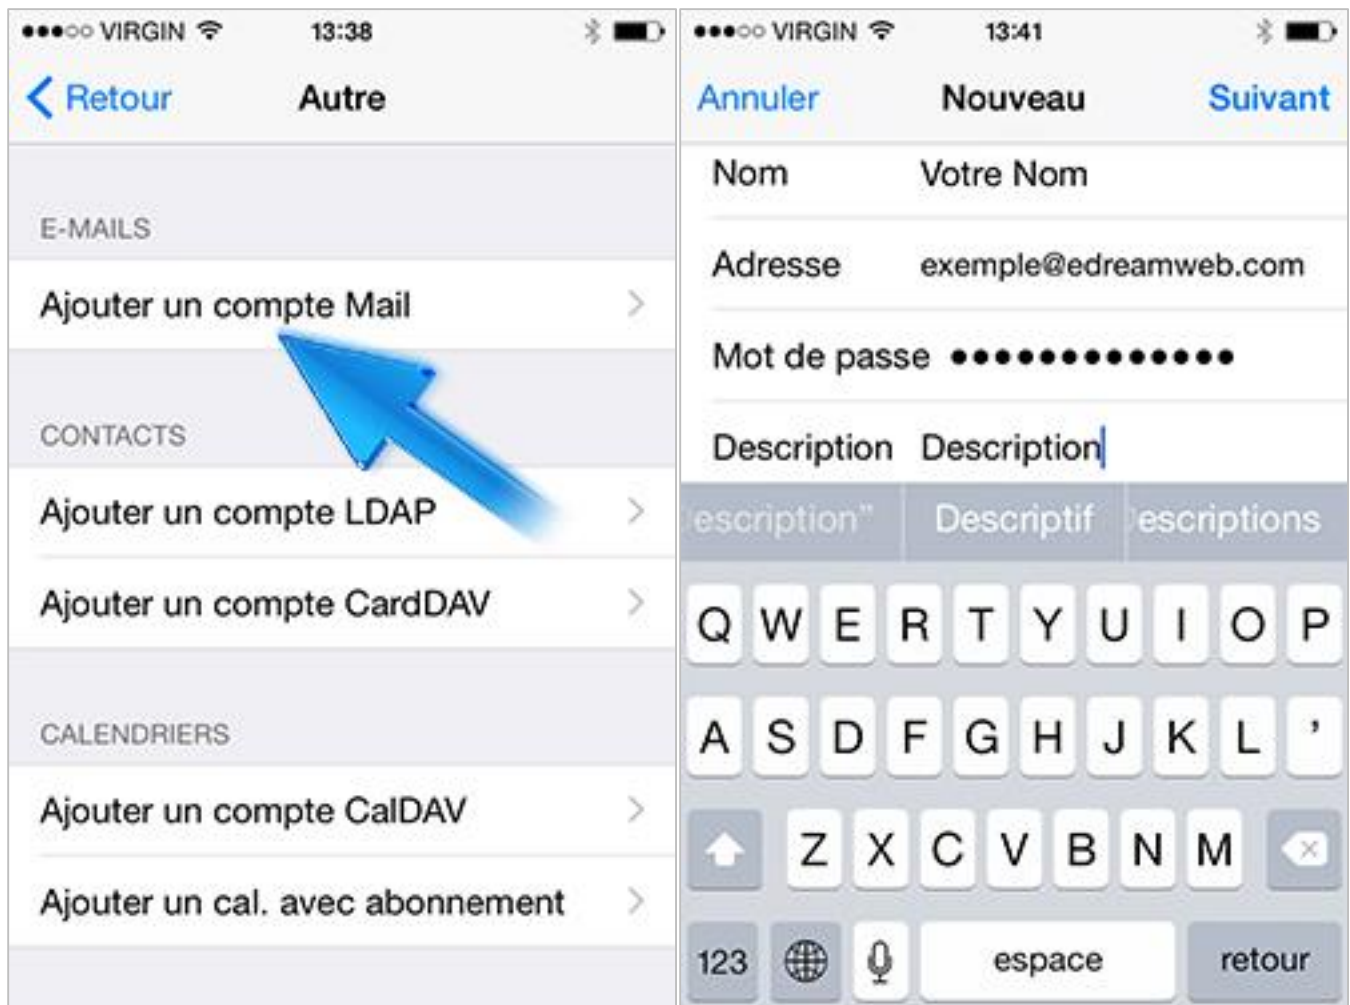 VIRGIN 13:38
Retour Autre
E-MAILS
Ajouter un compte Mail
CONTACTS
Ajouter un compte LDAP
Ajouter un compte CardDAV
CALENDRIERS
Ajouter un compte CalDAV
Ajouter un cal. avec abonnement
VIRGIN 13:41
Annuler Nouveau Suivant
Nom Votre Nom
Adresse exemple@edreamweb.com
Mot de passe ●●●●●●●●●●●●●
Description Description
escription” Descriptif escriptions
Q W E R T Y U I O P
A S D F G H J K L ’
Z X C V B N M
123 espace retour